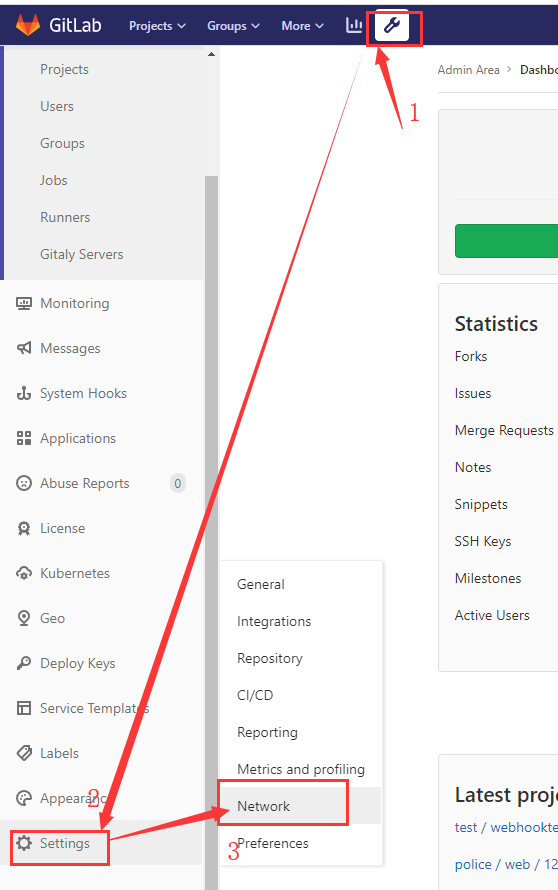 GitLab Projects Groups More
1
Admin Area > Dashbo
Projects
Users
Groups
Jobs
Runners
Gitaly Servers
Monitoring
Messages
System Hooks
Applications
Abuse Reports 0
License
Kubernetes
Geo
Deploy Keys
Service Templates
Labels
Appearanc
2
Settings
General
Integrations
Repository
CI/CD
Reporting
Metrics and profiling
Network
3
Preferences
Statistics
Forks
Issues
Merge Requests
Notes
Snippets
SSH Keys
Milestones
Active Users
Latest proje
test / webhookte
police / web / 12